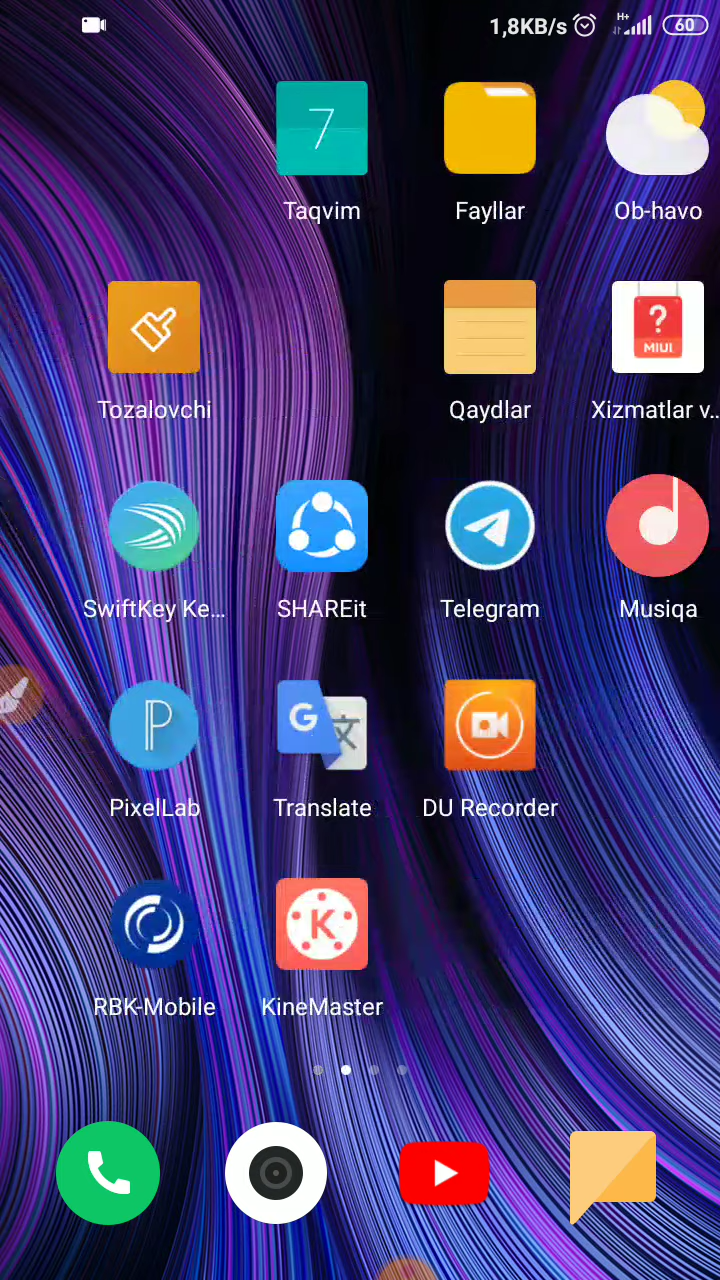 1,8KB/s H+ 60
7
Taqvim Fayllar Ob-havo
? MIUI
Tozalovchi Qaydlar Xizmatlar v...
SwiftKey Ke... SHAREit Telegram Musiqa
P G 文
PixelLab Translate DU Recorder
K
RBK-Mobile KineMaster